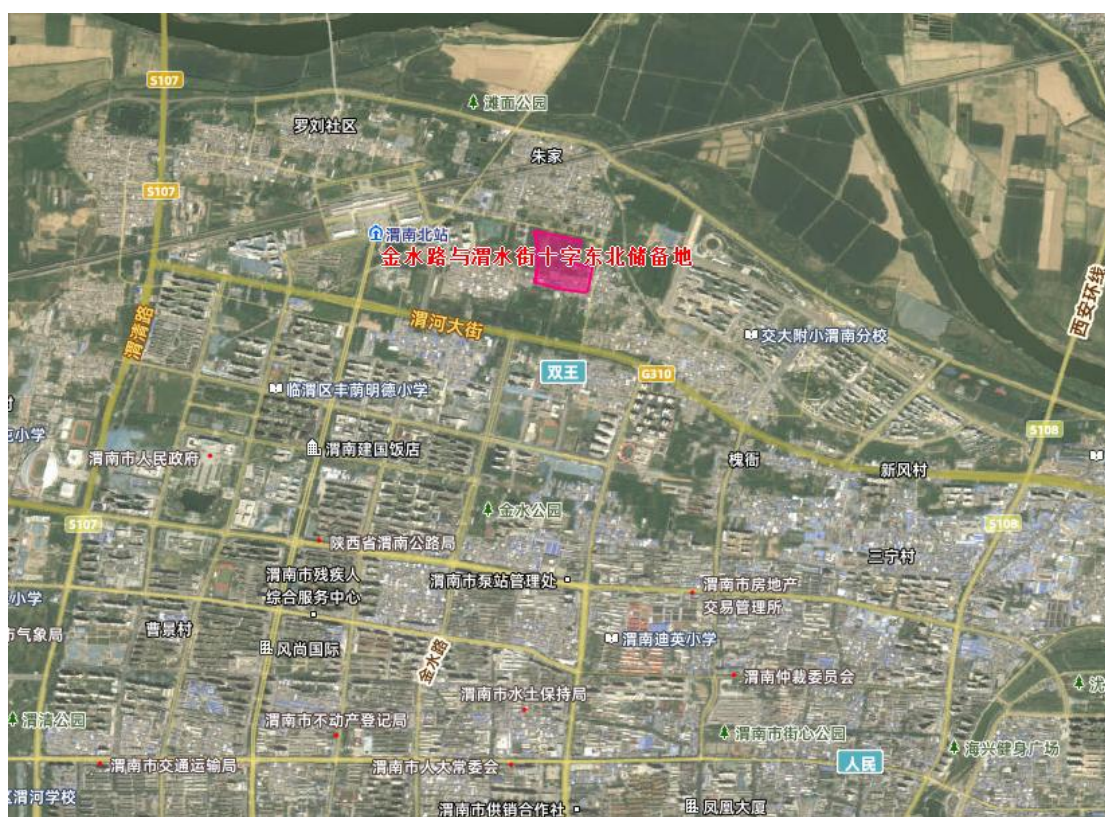 S107
滩面公园
罗刘社区
朱家
S107
渭南北站
金水路与渭水街十字东北储备地
西安环线
渭清路
渭河大街
交大附小渭南分校
双王
G310
临渭区丰荫明德小学
小学
渭南建国饭店
渭南市人民政府
槐衙
新风村
S108
金水公园
S107
S108
陕西省渭南公路局
三宁村
渭南市残疾人
综合服务中心
渭南市泵站管理处
渭南市房地产
交易管理所
小学
市气象局
曹景村
风尚国际
渭南迪英小学
金水路
渭南仲裁委员会
渭南市水土保持局
渭清公园
渭南市不动产登记局
渭南市街心公园
海兴健身广场
渭南市交通运输局
渭南市人大常委会
人民
区渭河学校
渭南市供销合作社
凤凰大厦